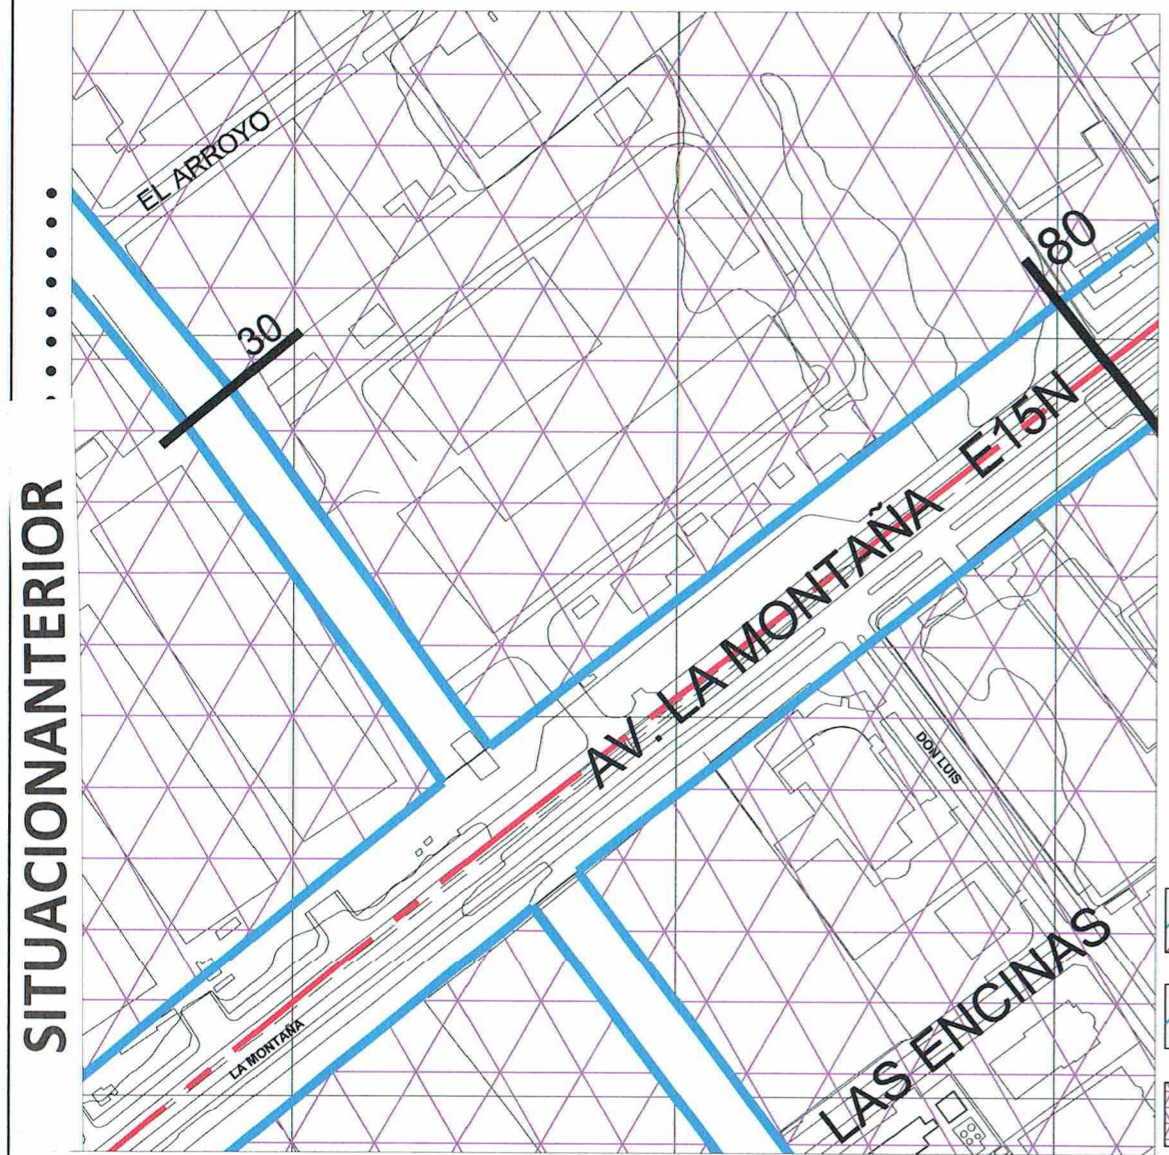 SITUACIONANTERIOR
EL ARROYO
30
80
AV. LA MONTAÑA E15N
DON LUIS
LA MONTAÑA
LAS ENCINAS